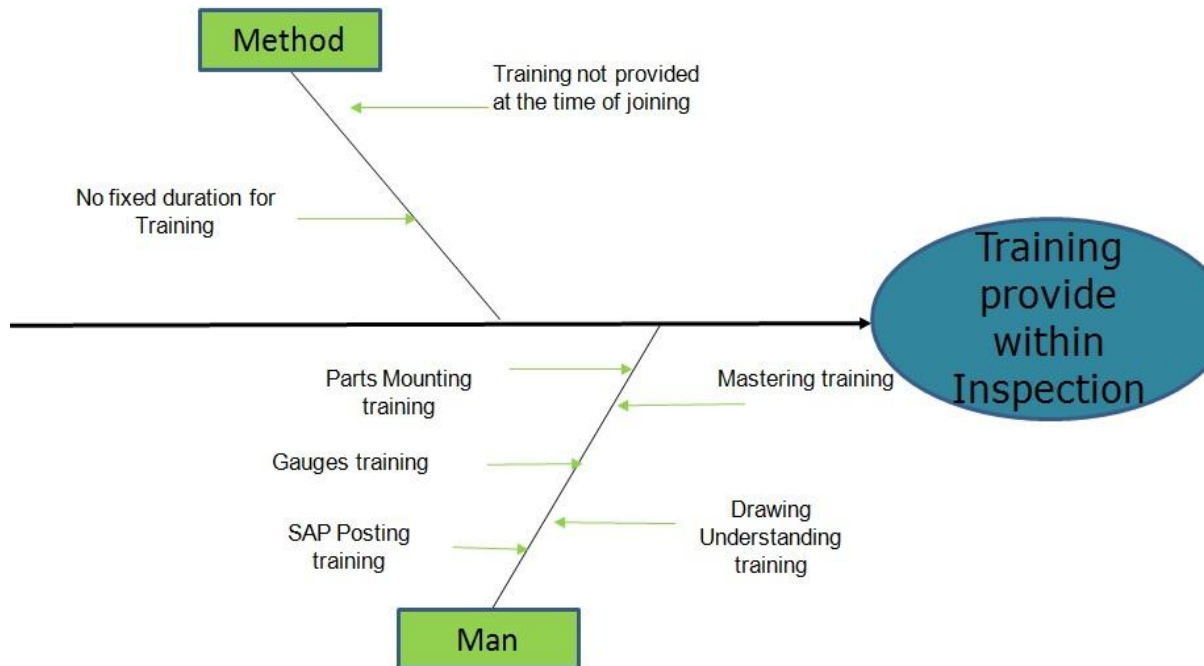 Method
Training not provided
at the time of joining
No fixed duration for
Training
Training
provide
within
Inspection
Parts Mounting
training
Mastering training
Gauges training
Drawing
Understanding
training
SAP Posting
training
Man